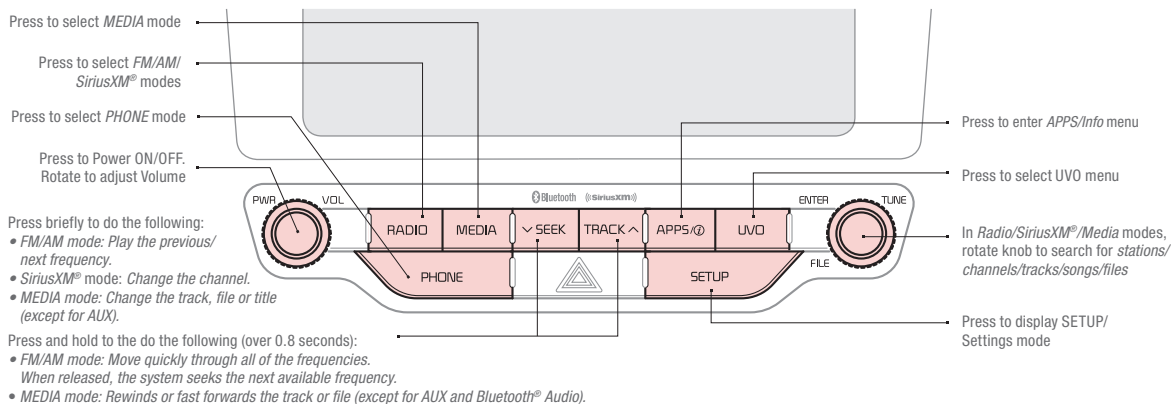 Press to select MEDIA mode
Press to select FM/AM/
SiriusXM® modes
Press to select PHONE mode
Press to Power ON/OFF.
Rotate to adjust Volume
Press briefly to do the following:
• FM/AM mode: Play the previous/
next frequency.
• SiriusXM® mode: Change the channel.
• MEDIA mode: Change the track, file or title
(except for AUX).
Press and hold to the do the following (over 0.8 seconds):
• FM/AM mode: Move quickly through all of the frequencies.
When released, the system seeks the next available frequency.
• MEDIA mode: Rewinds or fast forwards the track or file (except for AUX and Bluetooth® Audio).
PWR
VOL
Bluetooth
((SiriusXM))
ENTER
TUNE
RADIO
MEDIA
SEEK
TRACK
APPS/i
UVO
FILE
PHONE
SETUP
Press to enter APPS/Info menu
Press to select UVO menu
In Radio/SiriusXM®/Media modes,
rotate knob to search for stations/
channels/tracks/songs/files
Press to display SETUP/
Settings mode